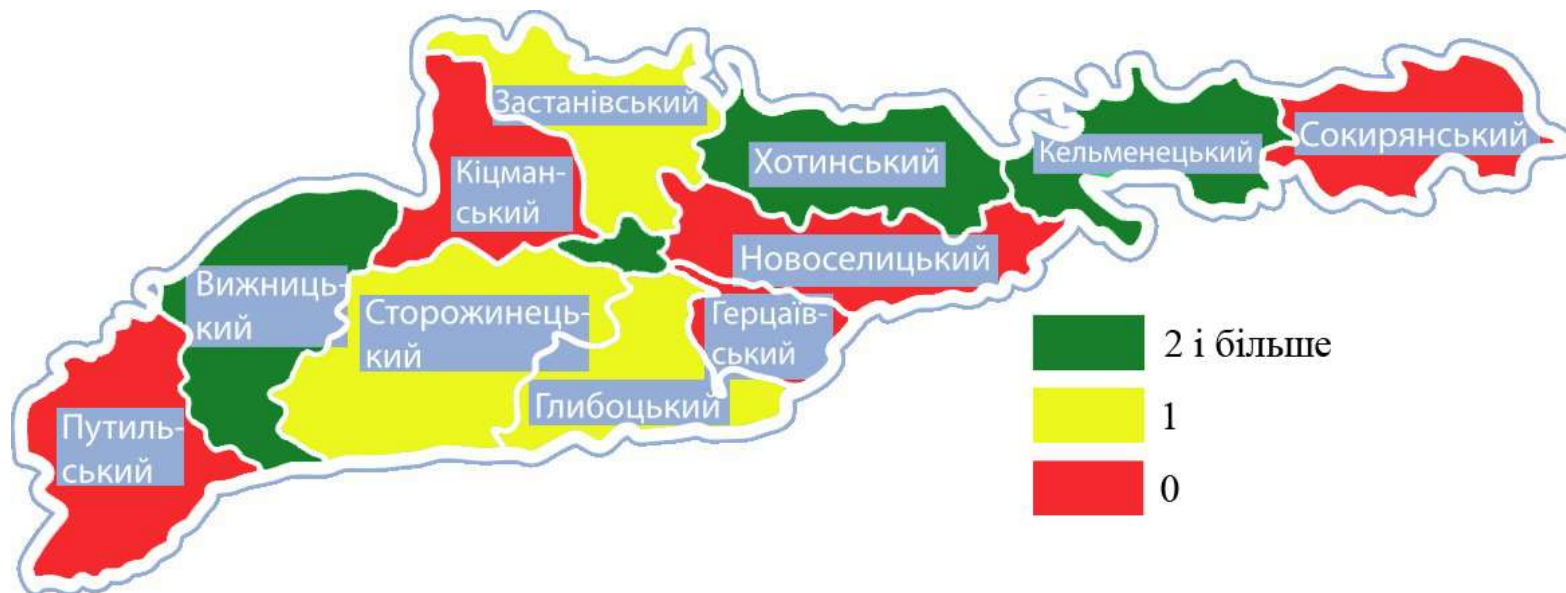 Застанівський
Кіцман-
ський
Хотинський
Кельменецький
Сокирянський
Новоселицький
Вижниць-
кий
Сторожинець-
кий
Герцаїв-
ський
Глибоцький
Путиль-
ський
2 і більше
1
0